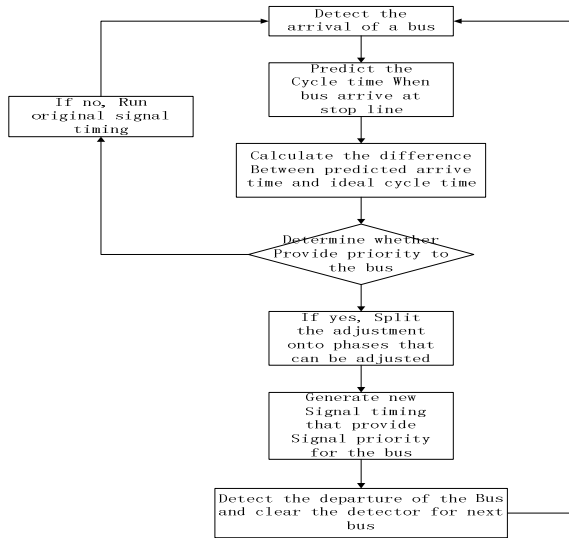 Detect the
arrival of a bus
Predict the
Cycle time When
bus arrive at
stop line
If no, Run
original signal
timing
Calculate the difference
Between predicted arrive
time and ideal cycle time
Determine whether
Provide priority to
the bus
If yes, Split
the adjustment
onto phases that
can be adjusted
Generate new
Signal timing
that provide
Signal priority
for the bus
Detect the departure of the Bus
and clear the detector for next
bus